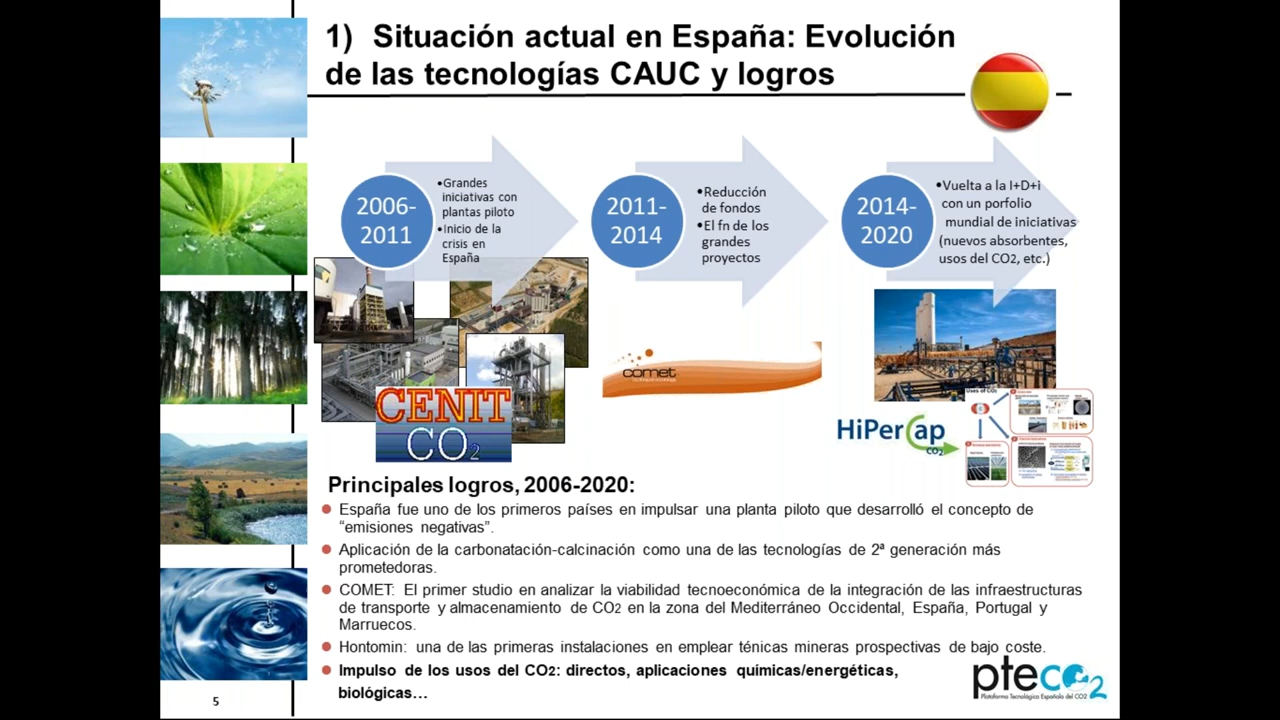 1) Situación actual en España: Evolución
de las tecnologías CAUC y logros
2006-
2011
•Grandes
iniciativas con
plantas piloto
•Inicio de la
crisis en
España
2011-
2014
•Reducción
de fondos
•El fn de los
grandes
proyectos
2014-
2020
•Vuelta a la I+D+i
con un porfolio
mundial de iniciativas
(nuevos absorbentes,
usos del CO2, etc.)
CENIT
CO2
comet
HiPerCap
CO2
Uses of CO2
Principales logros, 2006-2020:
España fue uno de los primeros países en impulsar una planta piloto que desarrolló el concepto de
“emisiones negativas”.
Aplicación de la carbonatación-calcinación como una de las tecnologías de 2ª generación más
prometedoras.
COMET: El primer studio en analizar la viabilidad tecnoeconómica de la integración de las infraestructuras
de transporte y almacenamiento de CO2 en la zona del Mediterráneo Occidental, España, Portugal y
Marruecos.
Hontomin: una de las primeras instalaciones en emplear ténicas mineras prospectivas de bajo coste.
Impulso de los usos del CO2: directos, aplicaciones químicas/energéticas,
biológicas…
pteco2
Plataforma Tecnológica Española del CO2
5